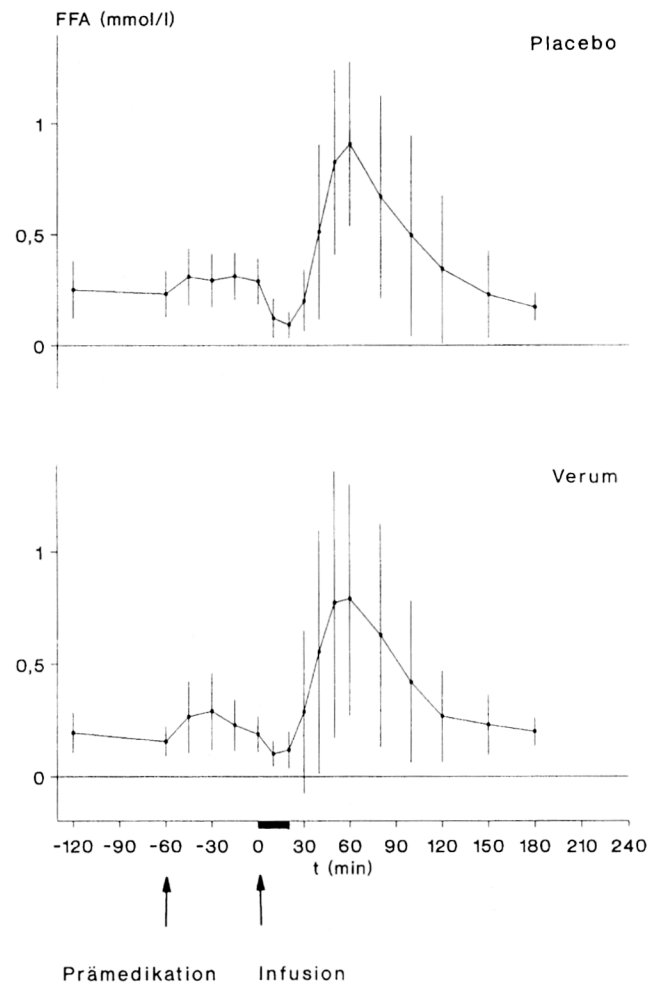 FFA (mmol/l)
Placebo
1
0,5
0
Verum
1
0,5
0
-120 -90 -60 -30 0 30 60 90 120 150 180 210 240
t (min)
Prämedikation Infusion